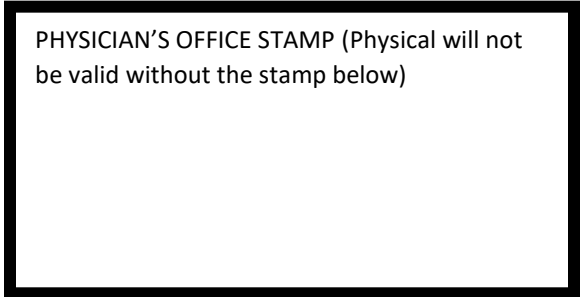 PHYSICIAN’S OFFICE STAMP (Physical will not
be valid without the stamp below)